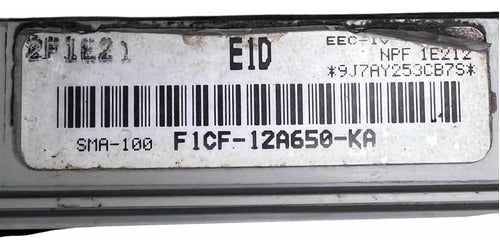 2F1E21
E1D
EEC-IV
NPF 1E212
*9J7AY253CB7S*
SMA-100 F1CF-12A650-KA